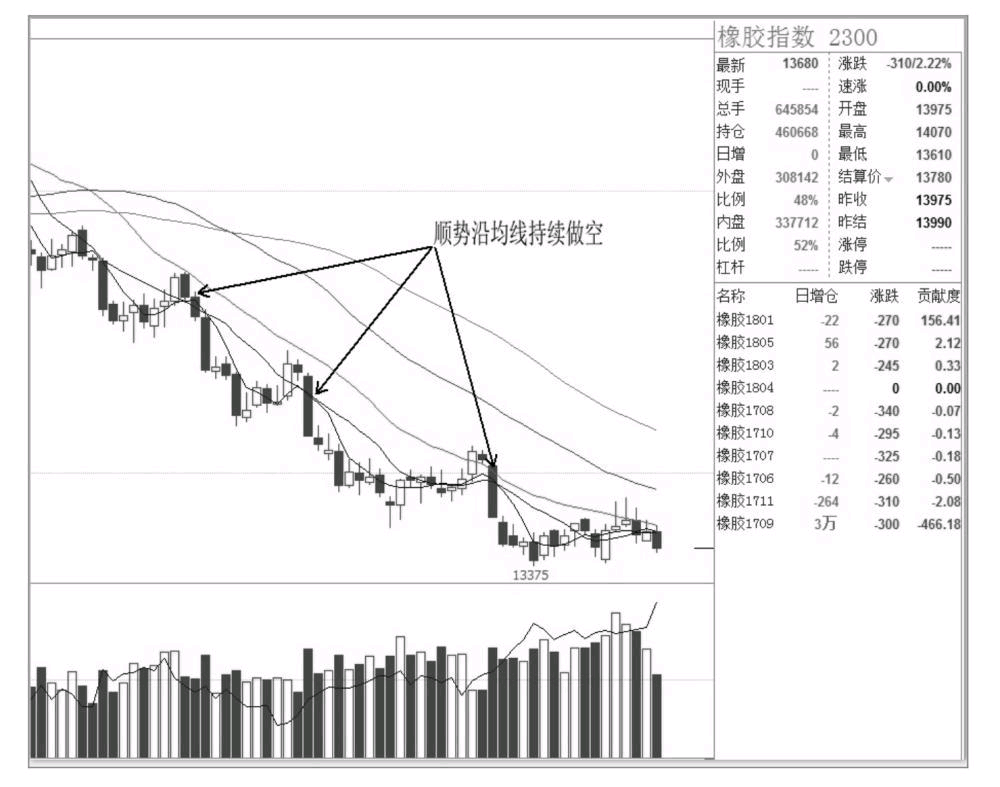 橡胶指数 2300
最新 13680 涨跌 -310/2.22%
现手 ---- 速涨 0.00%
总手 645854 开盘 13975
持仓 460668 最高 14070
日增 0 最低 13610
外盘 308142 结算价 13780
比例 48% 昨收 13975
内盘 337712 昨结 13990
比例 52% 涨停 -----
杠杆 ----- 跌停 -----
名称 日增仓 涨跌 贡献度
橡胶1801 -22 -270 156.41
橡胶1805 56 -270 2.12
橡胶1803 2 -245 0.33
橡胶1804 ---- 0 0.00
橡胶1708 -2 -340 -0.07
橡胶1710 -4 -295 -0.13
橡胶1707 ---- -325 -0.18
橡胶1706 -12 -260 -0.50
橡胶1711 -264 -310 -2.08
橡胶1709 3万 -300 -466.18
顺势沿均线持续做空
13375